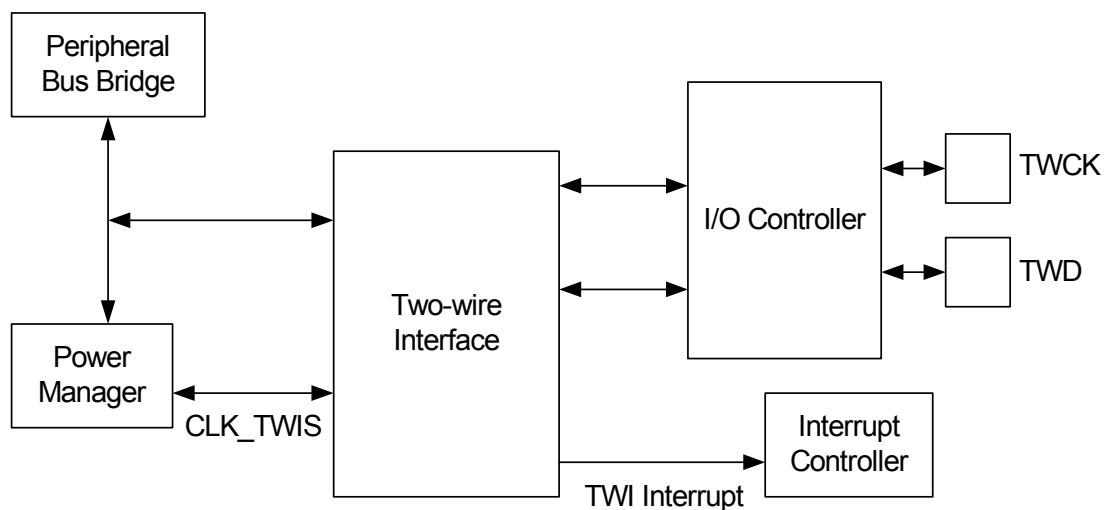 Peripheral
Bus Bridge
TWCK
I/O Controller
TWD
Two-wire
Interface
Power
Manager
CLK_TWIS
Interrupt
Controller
TWI Interrupt